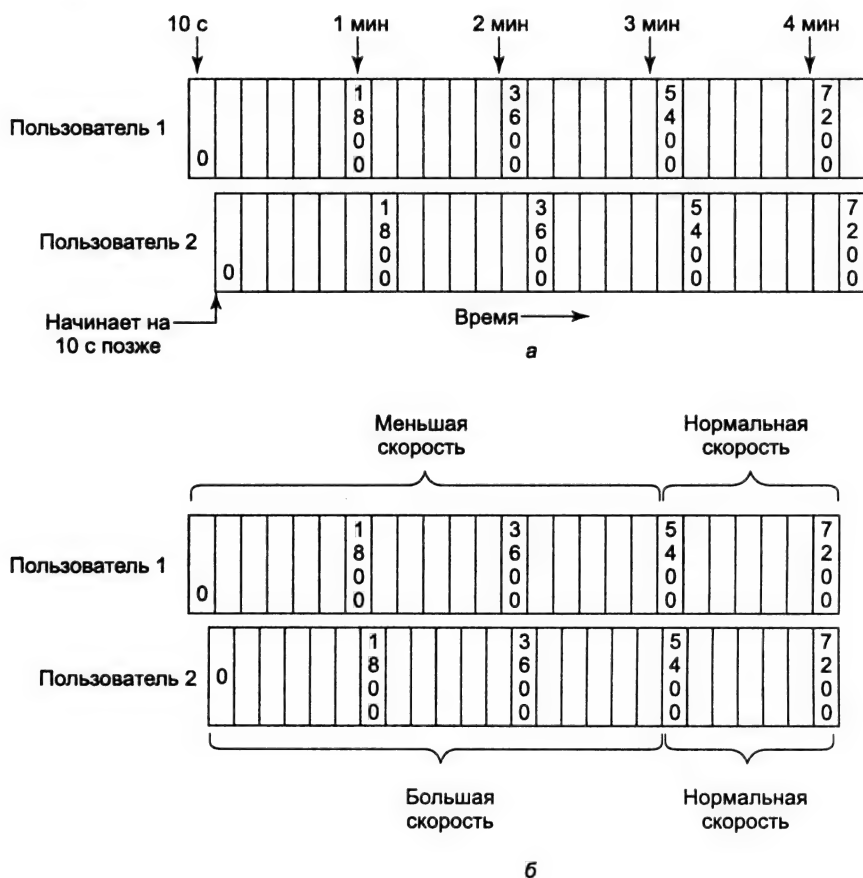 10 с 1 мин 2 мин 3 мин 4 мин
Пользователь 1 0 1800 3600 5400 7200
Пользователь 2 0 1800 3600 5400 7200
Начинает на
10 с позже
Время
а
Меньшая
скорость
Нормальная
скорость
Пользователь 1 0 1800 3600 5400 7200
Пользователь 2 0 1800 3600 5400 7200
Большая
скорость
Нормальная
скорость
б